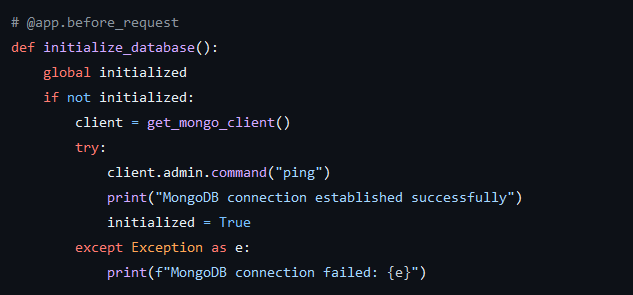 # @app.before_request
def initialize_database():
    global initialized
    if not initialized:
        client = get_mongo_client()
        try:
            client.admin.command("ping")
            print("MongoDB connection established successfully")
            initialized = True
        except Exception as e:
            print(f"MongoDB connection failed: {e}")